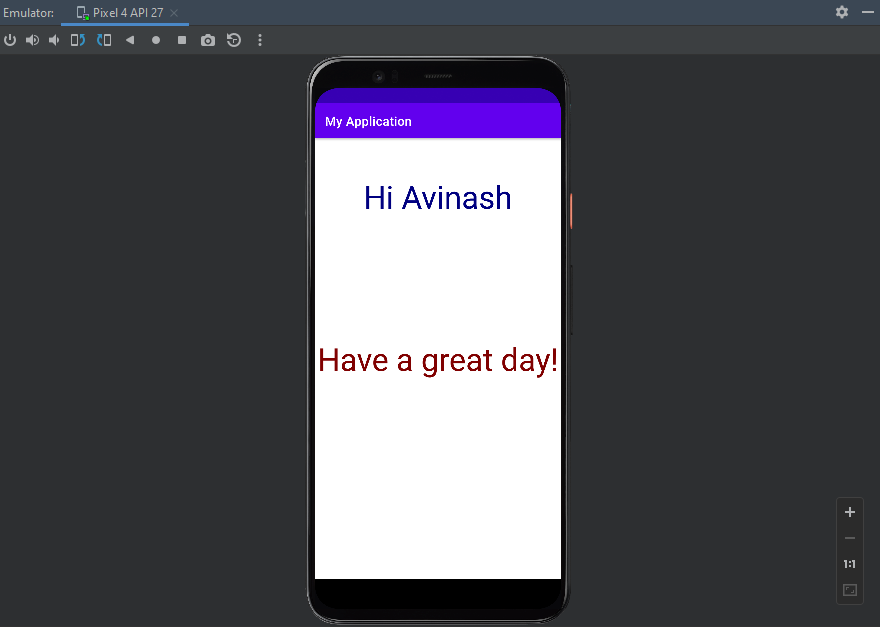 Emulator: Pixel 4 API 27
My Application
Hi Avinash
Have a great day!
1:1